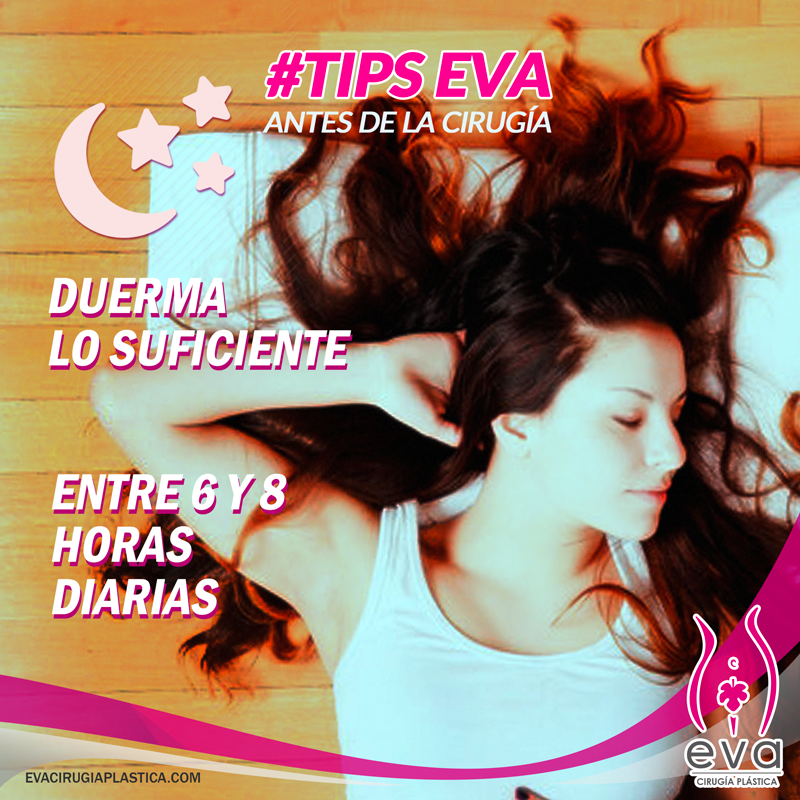 #TIPS EVA
ANTES DE LA CIRUGÍA
DUERMA
LO SUFICIENTE
ENTRE 6 Y 8
HORAS
DIARIAS
eva
CIRUGÍA PLÁSTICA
EVACIRUGIAPLASTICA.COM